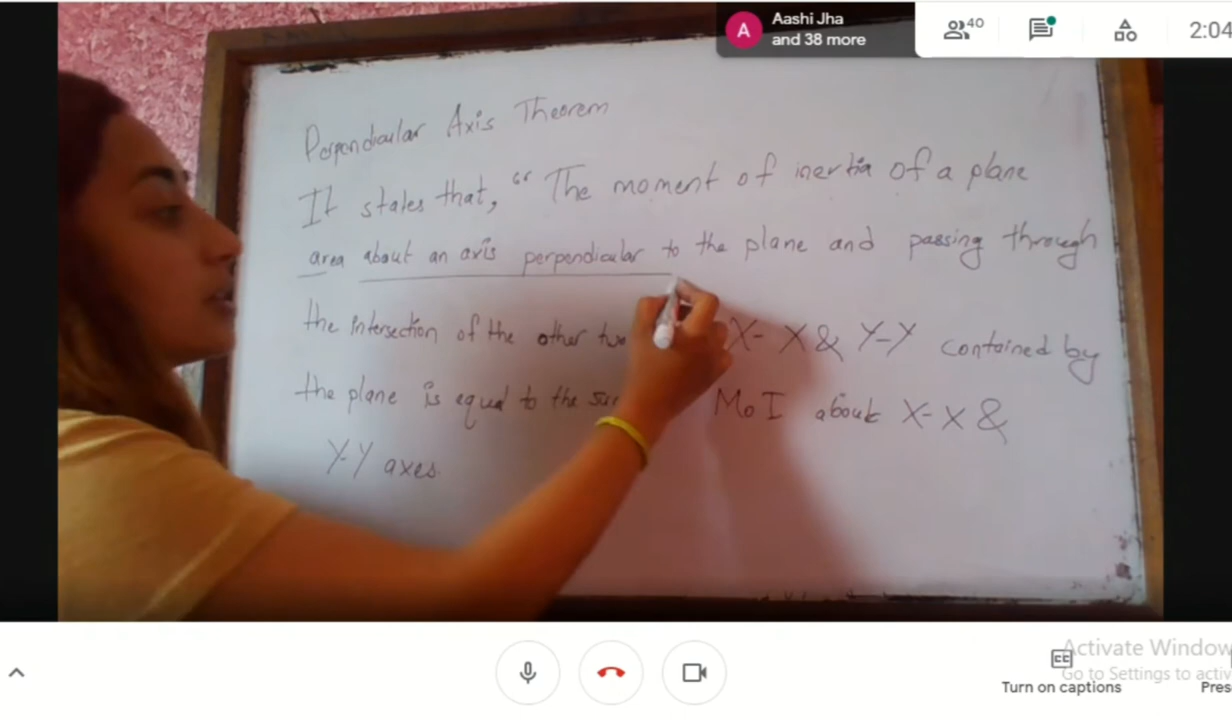 Aashi Jha
and 38 more
40
2:04
Perpendicular Axis Theorem
It states that, "The moment of inertia of a plane
area about an axis perpendicular to the plane and passing through
the intersection of the other two X-X & Y-Y contained by
the plane is equal to the MoI about X-X &
Y-Y axes.
A
CC
Activate Window
Go to Settings to activ
Turn on captions
Pres